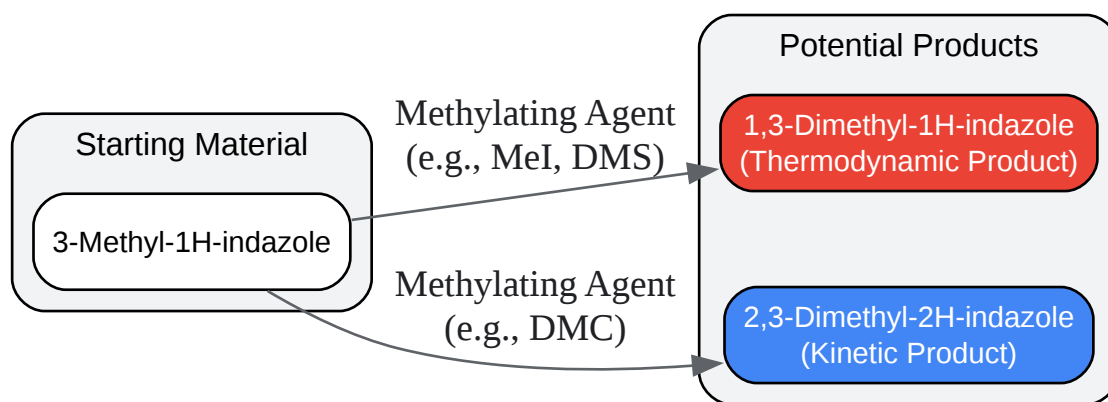 Potential Products
Starting Material
3-Methyl-1H-indazole
Methylating Agent
(e.g., MeI, DMS)
Methylating Agent
(e.g., DMC)
1,3-Dimethyl-1H-indazole
(Thermodynamic Product)
2,3-Dimethyl-2H-indazole
(Kinetic Product)